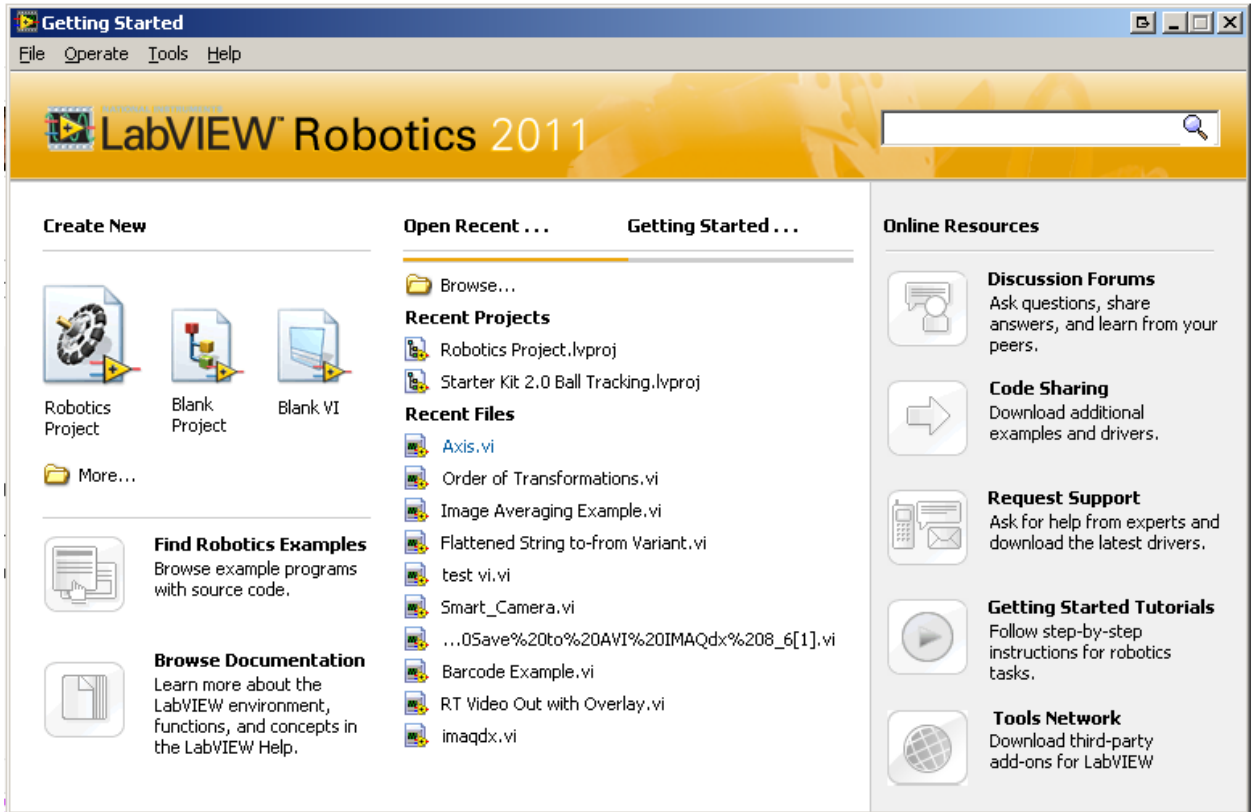 Getting Started
File Operate Tools Help
NATIONAL INSTRUMENTS
LabVIEW™ Robotics 2011
Create New
Robotics
Project
Blank
Project
Blank VI
More...
Find Robotics Examples
Browse example programs
with source code.
Browse Documentation
Learn more about the
LabVIEW environment,
functions, and concepts in
the LabVIEW Help.
Open Recent . . .
Getting Started . . .
Browse...
Recent Projects
Robotics Project.lvproj
Starter Kit 2.0 Ball Tracking.lvproj
Recent Files
Axis.vi
Order of Transformations.vi
Image Averaging Example.vi
Flattened String to-from Variant.vi
test vi.vi
Smart_Camera.vi
...0Save%20to%20AVI%20IMAQdx%208_6[1].vi
Barcode Example.vi
RT Video Out with Overlay.vi
imaqdx.vi
Online Resources
Discussion Forums
Ask questions, share
answers, and learn from your
peers.
Code Sharing
Download additional
examples and drivers.
Request Support
Ask for help from experts and
download the latest drivers.
Getting Started Tutorials
Follow step-by-step
instructions for robotics
tasks.
Tools Network
Download third-party
add-ons for LabVIEW